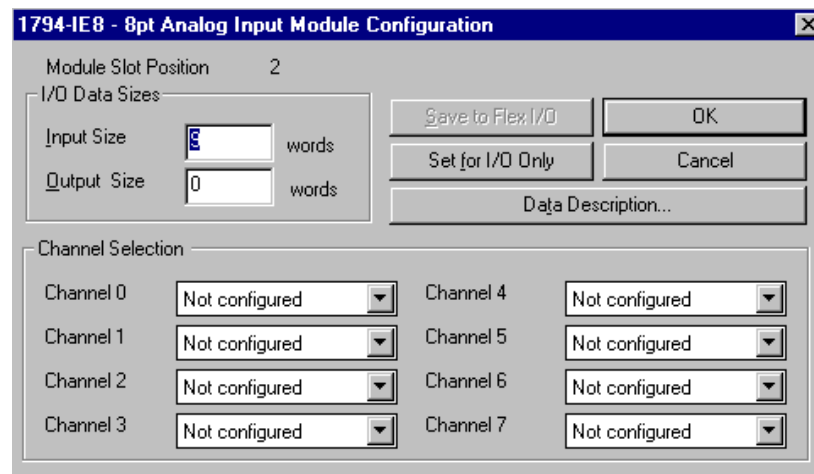 1794-IE8 - 8pt Analog Input Module Configuration
Module Slot Position 2
I/O Data Sizes
Input Size 9 words
Output Size 0 words
Save to Flex I/O
OK
Set for I/O Only
Cancel
Data Description...
Channel Selection
Channel 0 Not configured
Channel 4 Not configured
Channel 1 Not configured
Channel 5 Not configured
Channel 2 Not configured
Channel 6 Not configured
Channel 3 Not configured
Channel 7 Not configured